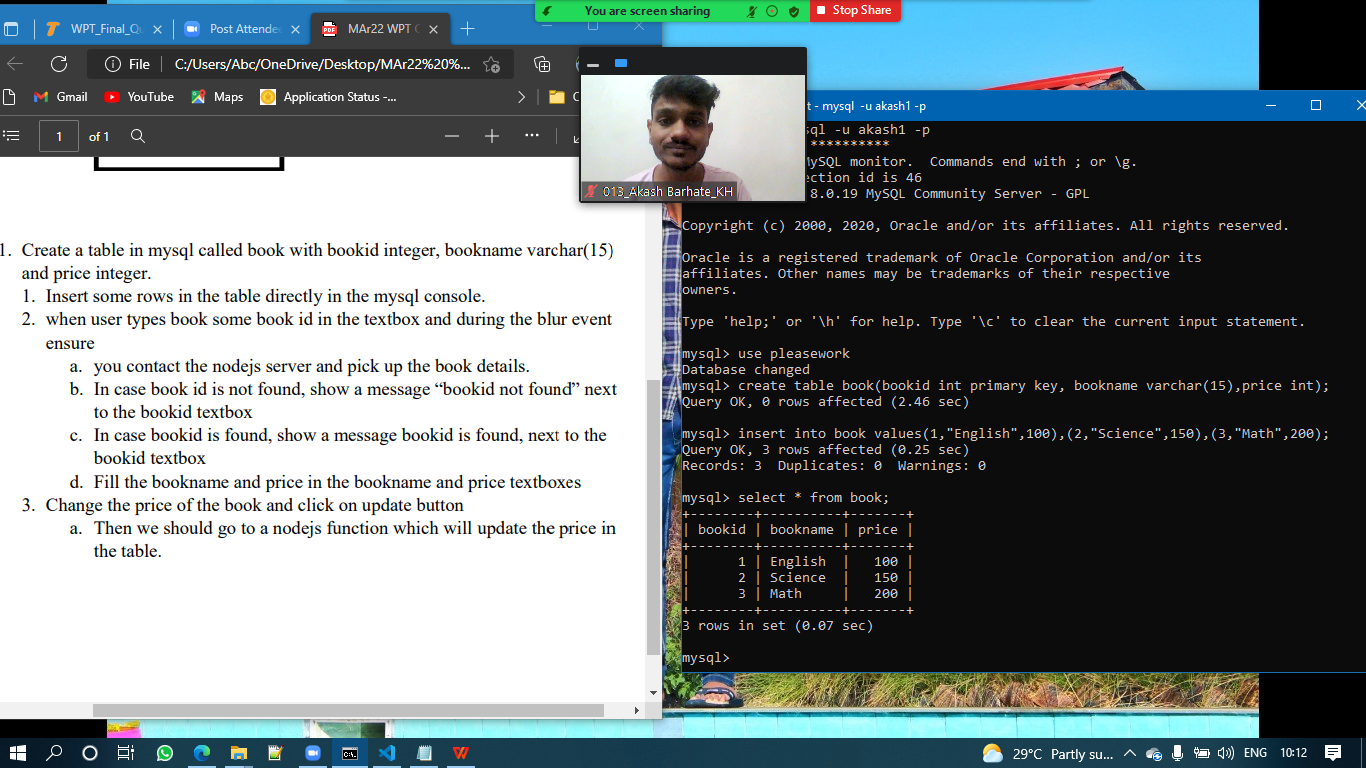 You are screen sharing
Stop Share
WPT_Final_Qu
Post Attendee
MAr22 WPT
File
C:/Users/Abc/OneDrive/Desktop/MAr22%20%...
Gmail
YouTube
Maps
Application Status -...
1
of 1
013_Akash Barhate_KH
1. Create a table in mysql called book with bookid integer, bookname varchar(15)
and price integer.
1. Insert some rows in the table directly in the mysql console.
2. when user types book some book id in the textbox and during the blur event
ensure
a. you contact the nodejs server and pick up the book details.
b. In case book id is not found, show a message “bookid not found” next
to the bookid textbox
c. In case bookid is found, show a message bookid is found, next to the
bookid textbox
d. Fill the bookname and price in the bookname and price textboxes
3. Change the price of the book and click on update button
a. Then we should go to a nodejs function which will update the price in
the table.
t - mysql -u akash1 -p
sql -u akash1 -p
**********
MySQL monitor. Commands end with ; or \g.
ection id is 46
8.0.19 MySQL Community Server - GPL
Copyright (c) 2000, 2020, Oracle and/or its affiliates. All rights reserved.
Oracle is a registered trademark of Oracle Corporation and/or its
affiliates. Other names may be trademarks of their respective
owners.
Type 'help;' or '\h' for help. Type '\c' to clear the current input statement.
mysql> use pleasework
Database changed
mysql> create table book(bookid int primary key, bookname varchar(15),price int);
Query OK, 0 rows affected (2.46 sec)
mysql> insert into book values(1,"English",100),(2,"Science",150),(3,"Math",200);
Query OK, 3 rows affected (0.25 sec)
Records: 3 Duplicates: 0 Warnings: 0
mysql> select * from book;
+--------+----------+-------+
| bookid | bookname | price |
+--------+----------+-------+
| 1 | English | 100 |
| 2 | Science | 150 |
| 3 | Math | 200 |
+--------+----------+-------+
3 rows in set (0.07 sec)
mysql>
29°C Partly su...
ENG
10:12